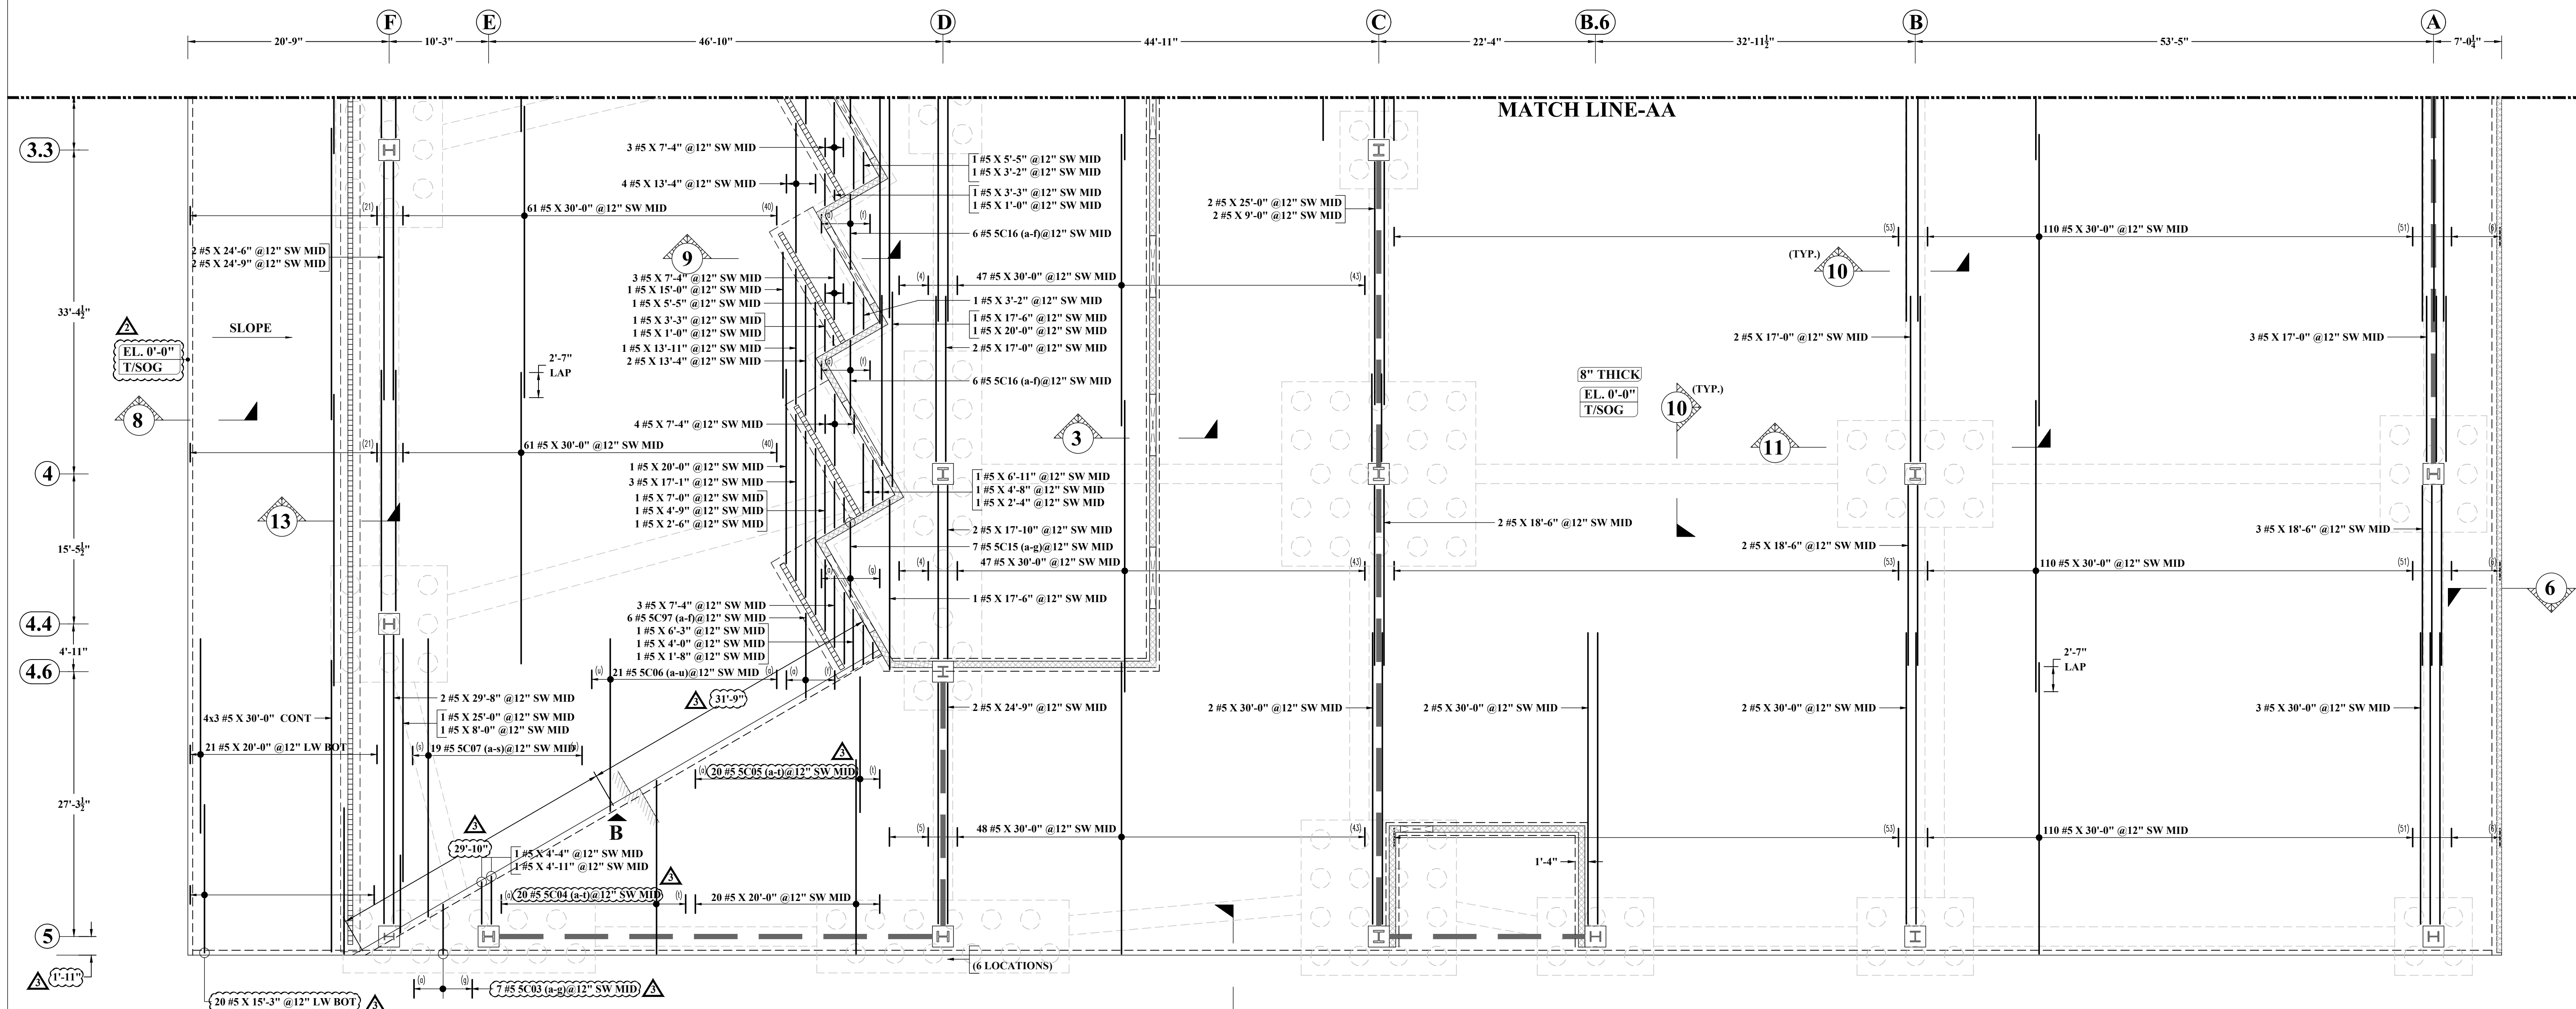 F E D C B.6 B A
20'-9" 10'-3" 46'-10" 44'-11" 22'-4" 32'-11½" 53'-5" 7'-0¼"
MATCH LINE-AA
3.3
3 #5 X 7'-4" @12" SW MID
1 #5 X 5'-5" @12" SW MID
1 #5 X 3'-2" @12" SW MID
4 #5 X 13'-4" @12" SW MID
1 #5 X 3'-3" @12" SW MID
1 #5 X 1'-0" @12" SW MID
2 #5 X 25'-0" @12" SW MID
2 #5 X 9'-0" @12" SW MID
(21)
61 #5 X 30'-0" @12" SW MID
(40)
(f)
6 #5 5C16 (a-f)@12" SW MID
(53)
110 #5 X 30'-0" @12" SW MID
(51)
2 #5 X 24'-6" @12" SW MID
2 #5 X 24'-9" @12" SW MID
9
(TYP.)
10
3 #5 X 7'-4" @12" SW MID
1 #5 X 15'-0" @12" SW MID
1 #5 X 5'-5" @12" SW MID
(4)
47 #5 X 30'-0" @12" SW MID
(43)
1 #5 X 3'-2" @12" SW MID
33'-4½"
SLOPE
2
EL. 0'-0"
T/SOG
1 #5 X 3'-3" @12" SW MID
1 #5 X 1'-0" @12" SW MID
1 #5 X 17'-6" @12" SW MID
1 #5 X 20'-0" @12" SW MID
1 #5 X 13'-11" @12" SW MID
2 #5 X 13'-4" @12" SW MID
2 #5 X 17'-0" @12" SW MID
2 #5 X 17'-0" @12" SW MID
3 #5 X 17'-0" @12" SW MID
2'-7"
LAP
(f)
6 #5 5C16 (a-f)@12" SW MID
8" THICK
EL. 0'-0"
T/SOG
(TYP.)
10
8
4 #5 X 7'-4" @12" SW MID
3
11
(21)
61 #5 X 30'-0" @12" SW MID
(40)
4
1 #5 X 20'-0" @12" SW MID
3 #5 X 17'-1" @12" SW MID
1 #5 X 7'-0" @12" SW MID
1 #5 X 4'-9" @12" SW MID
1 #5 X 2'-6" @12" SW MID
1 #5 X 6'-11" @12" SW MID
1 #5 X 4'-8" @12" SW MID
1 #5 X 2'-4" @12" SW MID
13
2 #5 X 17'-10" @12" SW MID
2 #5 X 18'-6" @12" SW MID
3 #5 X 18'-6" @12" SW MID
15'-5½"
7 #5 5C15 (a-g)@12" SW MID
2 #5 X 18'-6" @12" SW MID
(4)
47 #5 X 30'-0" @12" SW MID
(43)
(53)
110 #5 X 30'-0" @12" SW MID
(51)
(g)
6
1 #5 X 17'-6" @12" SW MID
3 #5 X 7'-4" @12" SW MID
6 #5 5C97 (a-f)@12" SW MID
1 #5 X 6'-3" @12" SW MID
1 #5 X 4'-0" @12" SW MID
1 #5 X 1'-8" @12" SW MID
4.4
4'-11"
4.6
(u)
21 #5 5C06 (a-u)@12" SW MID
(a)
(a)
(f)
2'-7"
LAP
2 #5 X 29'-8" @12" SW MID
3
31'-9"
2 #5 X 24'-9" @12" SW MID
2 #5 X 30'-0" @12" SW MID
2 #5 X 30'-0" @12" SW MID
2 #5 X 30'-0" @12" SW MID
3 #5 X 30'-0" @12" SW MID
4x3 #5 X 30'-0" CONT
1 #5 X 25'-0" @12" SW MID
1 #5 X 8'-0" @12" SW MID
21 #5 X 20'-0" @12" LW BOT
(s)
19 #5 5C07 (a-s)@12" SW MID
3
(a)
20 #5 5C05 (a-t)@12" SW MID
(t)
27'-3½"
B
3
29'-10"
(5)
48 #5 X 30'-0" @12" SW MID
(43)
(53)
110 #5 X 30'-0" @12" SW MID
(51)
1 #5 X 4'-4" @12" SW MID
1 #5 X 4'-11" @12" SW MID
1'-4"
3
(a)
20 #5 5C04 (a-t)@12" SW MID
(t)
20 #5 X 20'-0" @12" SW MID
5
(6 LOCATIONS)
3
1'-11"
(a)
(g)
7 #5 5C03 (a-g)@12" SW MID
3
20 #5 X 15'-3" @12" LW BOT
3